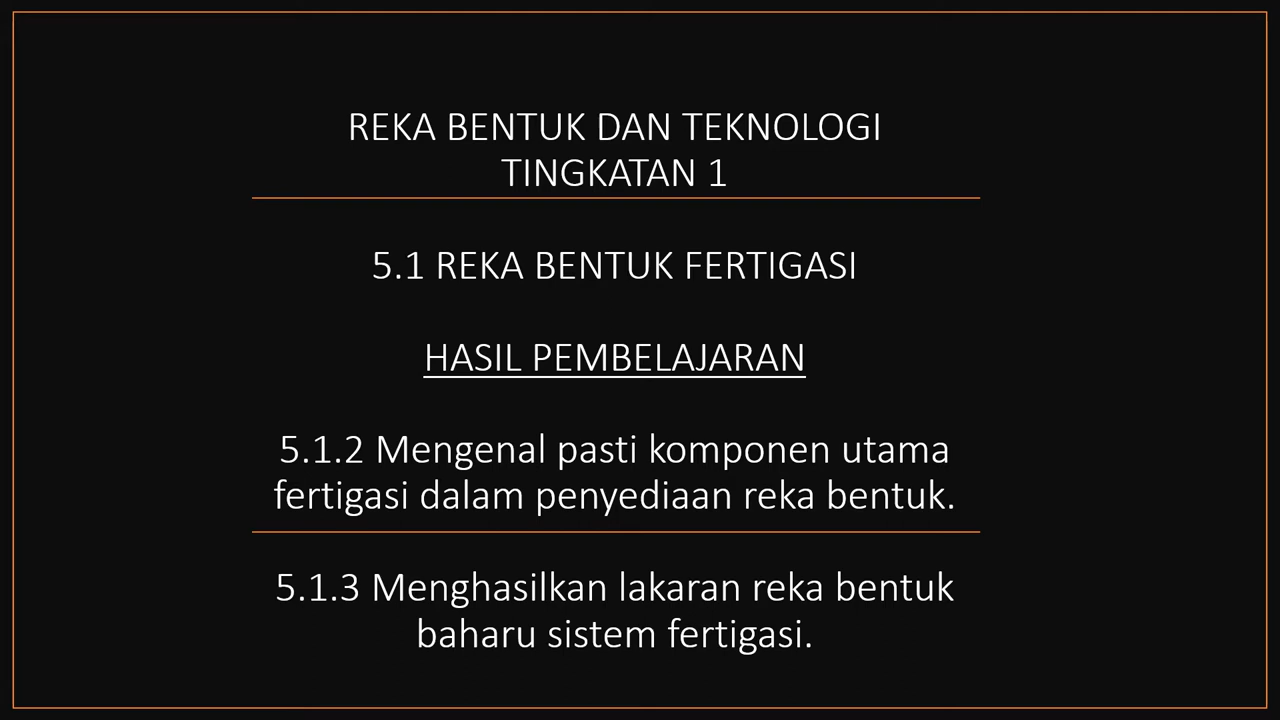 REKA BENTUK DAN TEKNOLOGI
TINGKATAN 1
5.1 REKA BENTUK FERTIGASI
HASIL PEMBELAJARAN
5.1.2 Mengenal pasti komponen utama
fertigasi dalam penyediaan reka bentuk.
5.1.3 Menghasilkan lakaran reka bentuk
baharu sistem fertigasi.